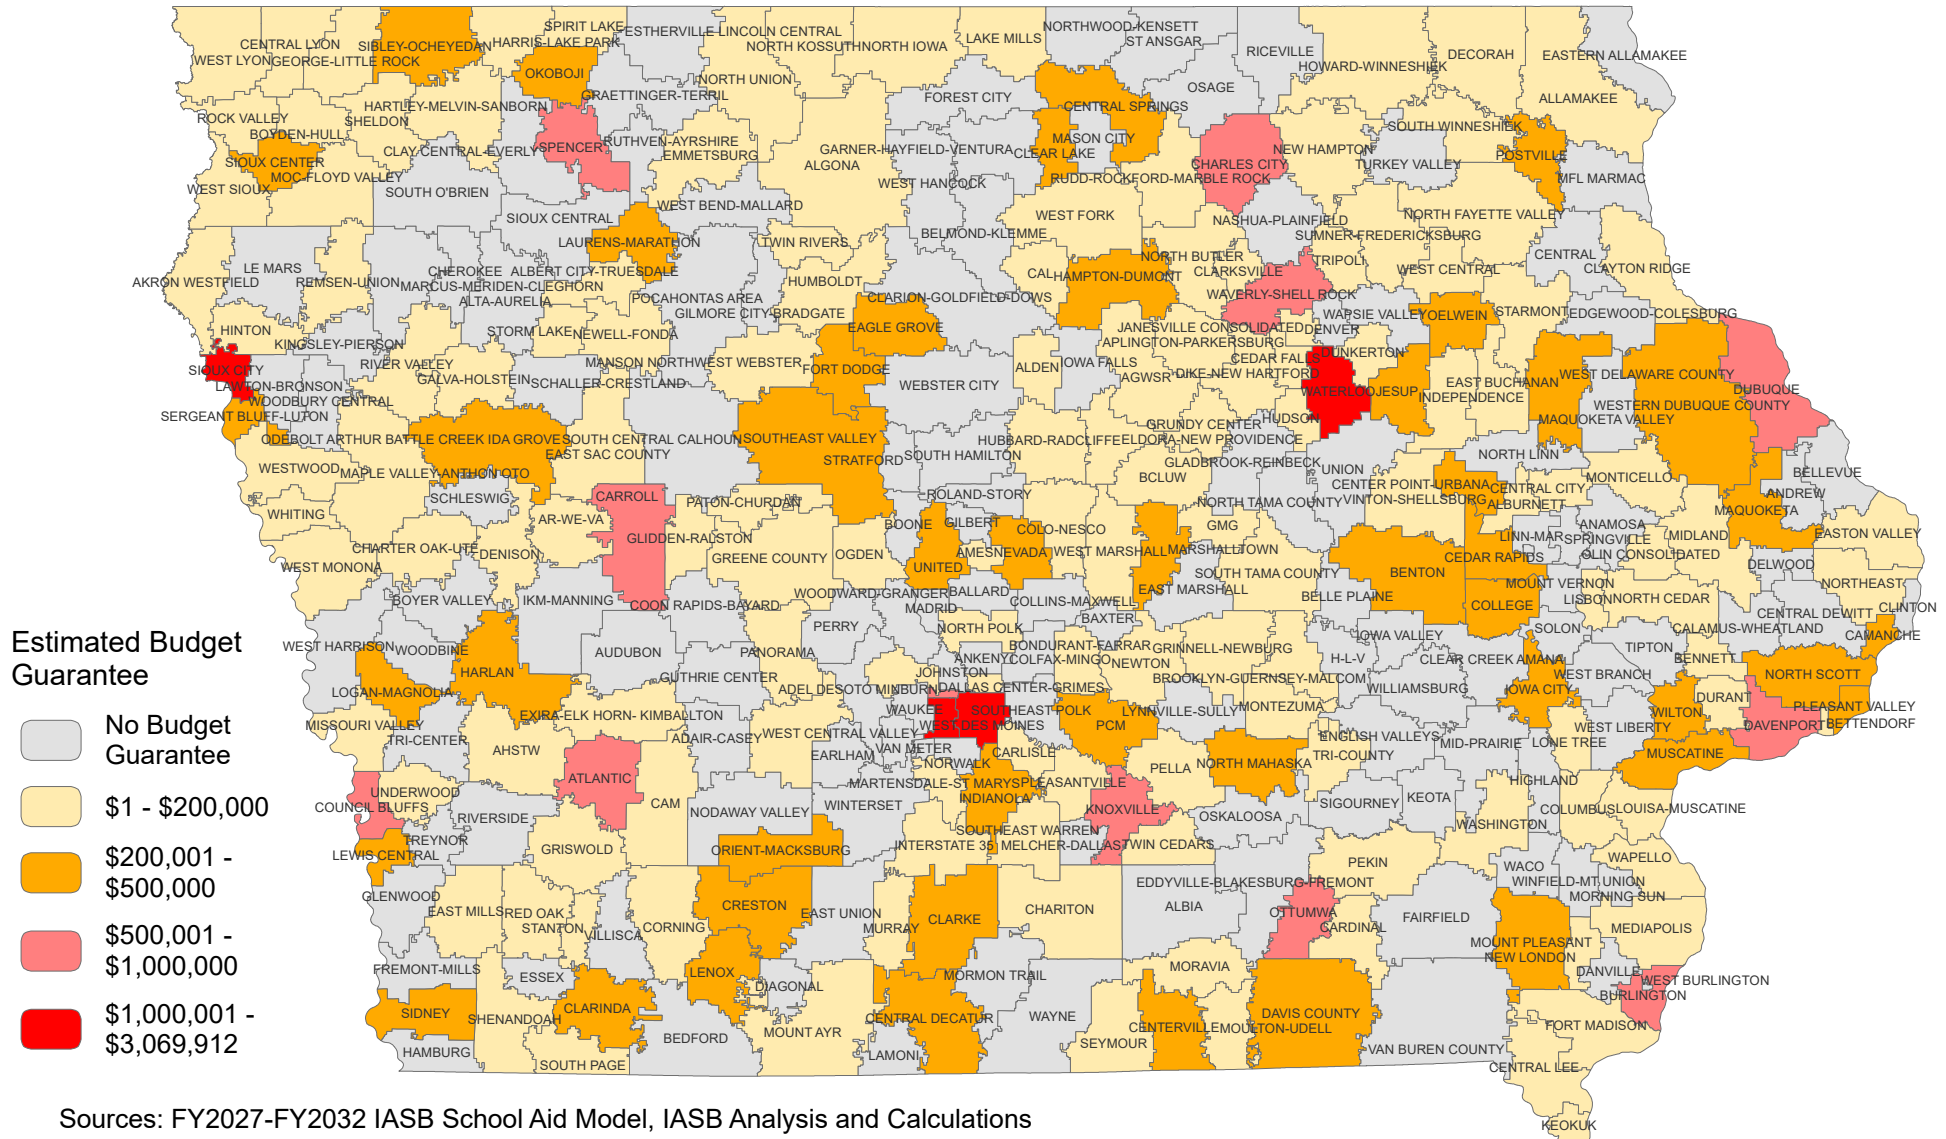 CENTRAL LYON
WEST LYON
GEORGE-LITTLE ROCK
SIBLEY-OCHEYEDAN
HARRIS-LAKE PARK
SPIRIT LAKE
ESTHERVILLE LINCOLN CENTRAL
NORTH KOSSUTH
NORTH IOWA
LAKE MILLS
NORTHWOOD-KENSETT
ST ANSGAR
RICEVILLE
HOWARD-WINNESHIEK
DECORAH
EASTERN ALLAMAKEE
OKOBOJI
NORTH UNION
GRAETTINGER-TERRIL
FOREST CITY
OSAGE
ALLAMAKEE
ROCK VALLEY
SHELDON
HARTLEY-MELVIN-SANBORN
BOYDEN-HULL
CENTRAL SPRINGS
MASON CITY
CLEAR LAKE
SOUTH WINNESHIEK
POSTVILLE
SIOUX CENTER
MOC-FLOYD VALLEY
CLAY CENTRAL-EVERLY
SPENCER
RUTHVEN-AYRSHIRE
EMMETSBURG
ALGONA
GARNER-HAYFIELD-VENTURA
NEW HAMPTON
CHARLES CITY
TURKEY VALLEY
MFL MARMAC
WEST SIOUX
SOUTH O'BRIEN
WEST HANCOCK
RUDD-ROCKFORD-MARBLE ROCK
SIOUX CENTRAL
WEST BEND-MALLARD
WEST FORK
NASHUA-PLAINFIELD
NORTH FAYETTE VALLEY
LAURENS-MARATHON
TWIN RIVERS
BELMOND-KLEMME
SUMNER-FREDERICKSBURG
AKRON WESTFIELD
LE MARS
REMSEN-UNION
CHEROKEE
MARCUS-MERIDEN-CLEGHORN
ALBERT CITY-TRUESDALE
ALTA-AURELIA
POCAHONTAS AREA
HUMBOLDT
GILMORE CITY-BRADGATE
CLARION-GOLDFIELD-DOWS
CAL
HAMPTON-DUMONT
NORTH BUTLER
CLARKSVILLE
TRIPOLI
WAVERLY-SHELL ROCK
WEST CENTRAL
CENTRAL
CLAYTON RIDGE
HINTON
KINGSLEY-PIERSON
STORM LAKE
NEWELL-FONDA
EAGLE GROVE
JANESVILLE CONSOLIDATED
DENVER
WAPSIE VALLEY
OELWEIN
STARMONT
EDGEWOOD-COLESBURG
APLINGTON-PARKERSBURG
SIOUX CITY
RIVER VALLEY
GALVA-HOLSTEIN
SCHALLER-CRESTLAND
MANSON NORTHWEST WEBSTER
FORT DODGE
WEBSTER CITY
ALDEN
IOWA FALLS
AGWSR
CEDAR FALLS
DUNKERTON
DIKE-NEW HARTFORD
LAWTON-BRONSON
WOODBURY CENTRAL
SERGEANT BLUFF-LUTON
WATERLOO
JESUP
INDEPENDENCE
EAST BUCHANAN
WEST DELAWARE COUNTY
DUBUQUE
WESTERN DUBUQUE COUNTY
MAQUOKETA VALLEY
HUDSON
GRUNDY CENTER
ODEBOLT ARTHUR BATTLE CREEK IDA GROVE
SOUTH CENTRAL CALHOUN
EAST SAC COUNTY
SOUTHEAST VALLEY
STRATFORD
SOUTH HAMILTON
HUBBARD-RADCLIFFE
ELDORA-NEW PROVIDENCE
GLADBROOK-REINBECK
UNION
NORTH LINN
WESTWOOD
MAPLE VALLEY-ANTHON OTO
SCHLESWIG
BCLUW
CENTER POINT-URBANA
CENTRAL CITY
MONTICELLO
BELLEVUE
ANDREW
WHITING
CARROLL
PATON-CHURDAN
ROLAND-STORY
NORTH TAMA COUNTY
VINTON-SHELLSBURG
ALBURNETT
MAQUOKETA
AR-WE-VA
GLIDDEN-RALSTON
BOONE
GILBERT
COLO-NESCO
GMG
ANAMOSA
LINN-MAR
SPRINGVILLE
MIDLAND
EASTON VALLEY
CHARTER OAK-UTE
DENISON
GREENE COUNTY
OGDEN
AMES
NEVADA
WEST MARSHALL
MARSHALLTOWN
OLIN CONSOLIDATED
CEDAR RAPIDS
WEST MONONA
UNITED
SOUTH TAMA COUNTY
BENTON
DELWOOD
MOUNT VERNON
LISBON
NORTHEAST
BOYER VALLEY
IKM-MANNING
COON RAPIDS-BAYARD
WOODWARD-GRANGER
MADRID
BALLARD
COLLINS-MAXWELL
EAST MARSHALL
BELLE PLAINE
COLLEGE
NORTH CEDAR
CENTRAL DEWITT
CLINTON
BAXTER
PERRY
NORTH POLK
SOLON
CALAMUS-WHEATLAND
CAMANCHE
WEST HARRISON
WOODBINE
AUDUBON
PANORAMA
BONDURANT-FARRAR
ANKENY
COLFAX-MINGO
NEWTON
GRINNELL-NEWBURG
IOWA VALLEY
H-L-V
CLEAR CREEK AMANA
TIPTON
BENNETT
HARLAN
LOGAN-MAGNOLIA
GUTHRIE CENTER
JOHNSTON
BROOKLYN-GUERNSEY-MALCOM
WILLIAMSBURG
IOWA CITY
WEST BRANCH
NORTH SCOTT
ADEL DESOTO MINBURN
DALLAS CENTER-GRIMES
DURANT
PLEASANT VALLEY
EXIRA-ELK HORN- KIMBALLTON
MISSOURI VALLEY
WAUKEE
SOUTHEAST POLK
WEST DES MOINES
PCM
LYNNVILLE-SULLY
MONTEZUMA
WILTON
WEST LIBERTY
DAVENPORT
BETTENDORF
TRI-CENTER
AHSTW
ADAIR-CASEY
WEST CENTRAL VALLEY
EARLHAM
VAN METER
NORWALK
CARLISLE
ENGLISH VALLEYS
TRI-COUNTY
MID-PRAIRIE
LONE TREE
MUSCATINE
ATLANTIC
PELLA
NORTH MAHASKA
UNDERWOOD
COUNCIL BLUFFS
MARTENSDALE-ST MARYS
INDIANOLA
PLEASANTVILLE
HIGHLAND
CAM
NODAWAY VALLEY
WINTERSET
KNOXVILLE
OSKALOOSA
SIGOURNEY
KEOTA
COLUMBUS
LOUISA-MUSCATINE
RIVERSIDE
WASHINGTON
TREYNOR
LEWIS CENTRAL
GRISWOLD
ORIENT-MACKSBURG
SOUTHEAST WARREN
INTERSTATE 35
MELCHER-DALLAS
TWIN CEDARS
PEKIN
WACO
WAPELLO
WINFIELD-MT UNION
MORNING SUN
GLENWOOD
EDDYVILLE-BLAKESBURG-FREMONT
ALBIA
EAST MILLS
RED OAK
STANTON
VILLISCA
CORNING
CRESTON
EAST UNION
MURRAY
CLARKE
CHARITON
OTTUMWA
CARDINAL
FAIRFIELD
MOUNT PLEASANT
NEW LONDON
MEDIAPOLIS
FREMONT-MILLS
ESSEX
LENOX
DIAGONAL
MORMON TRAIL
MORAVIA
DANVILLE
WEST BURLINGTON
BURLINGTON
SIDNEY
SHENANDOAH
CLARINDA
CENTRAL DECATUR
WAYNE
CENTERVILLE
MOULTON-UDELL
DAVIS COUNTY
FORT MADISON
HAMBURG
SOUTH PAGE
BEDFORD
MOUNT AYR
LAMONI
SEYMOUR
VAN BUREN COUNTY
CENTRAL LEE
KEOKUK
Estimated Budget
Guarantee
No Budget
Guarantee
$1 - $200,000
$200,001 -
$500,000
$500,001 -
$1,000,000
$1,000,001 -
$3,069,912
Sources: FY2027-FY2032 IASB School Aid Model, IASB Analysis and Calculations